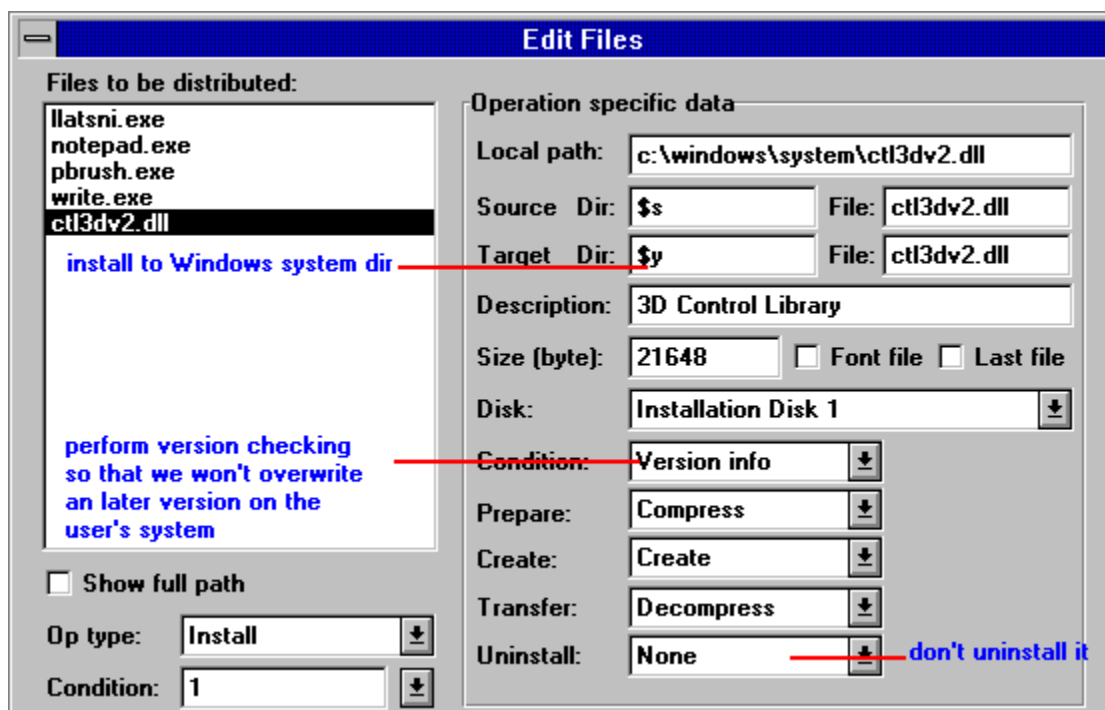 Edit Files
Files to be distributed:
llatsni.exe
notepad.exe
pbrush.exe
write.exe
ctl3dv2.dll
install to Windows system dir
perform version checking
so that we won't overwrite
an later version on the
user's system
Show full path
Op type: Install
Condition: 1
Operation specific data
Local path: c:\windows\system\ctl3dv2.dll
Source Dir: $s File: ctl3dv2.dll
Target Dir: $y File: ctl3dv2.dll
Description: 3D Control Library
Size (byte): 21648 Font file Last file
Disk: Installation Disk 1
Condition: Version info
Prepare: Compress
Create: Create
Transfer: Decompress
Uninstall: None don't uninstall it